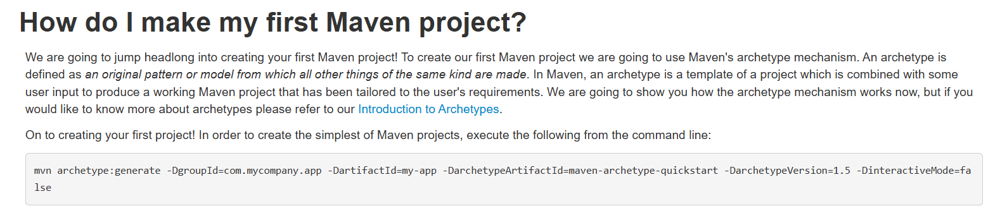 How do I make my first Maven project?
We are going to jump headlong into creating your first Maven project! To create our first Maven project we are going to use Maven's archetype mechanism. An archetype is
defined as an original pattern or model from which all other things of the same kind are made. In Maven, an archetype is a template of a project which is combined with some
user input to produce a working Maven project that has been tailored to the user's requirements. We are going to show you how the archetype mechanism works now, but if you
would like to know more about archetypes please refer to our Introduction to Archetypes.
On to creating your first project! In order to create the simplest of Maven projects, execute the following from the command line:
mvn archetype:generate -DgroupId=com.mycompany.app -DartifactId=my-app -DarchetypeArtifactId=maven-archetype-quickstart -DarchetypeVersion=1.5 -DinteractiveMode=fa
lse